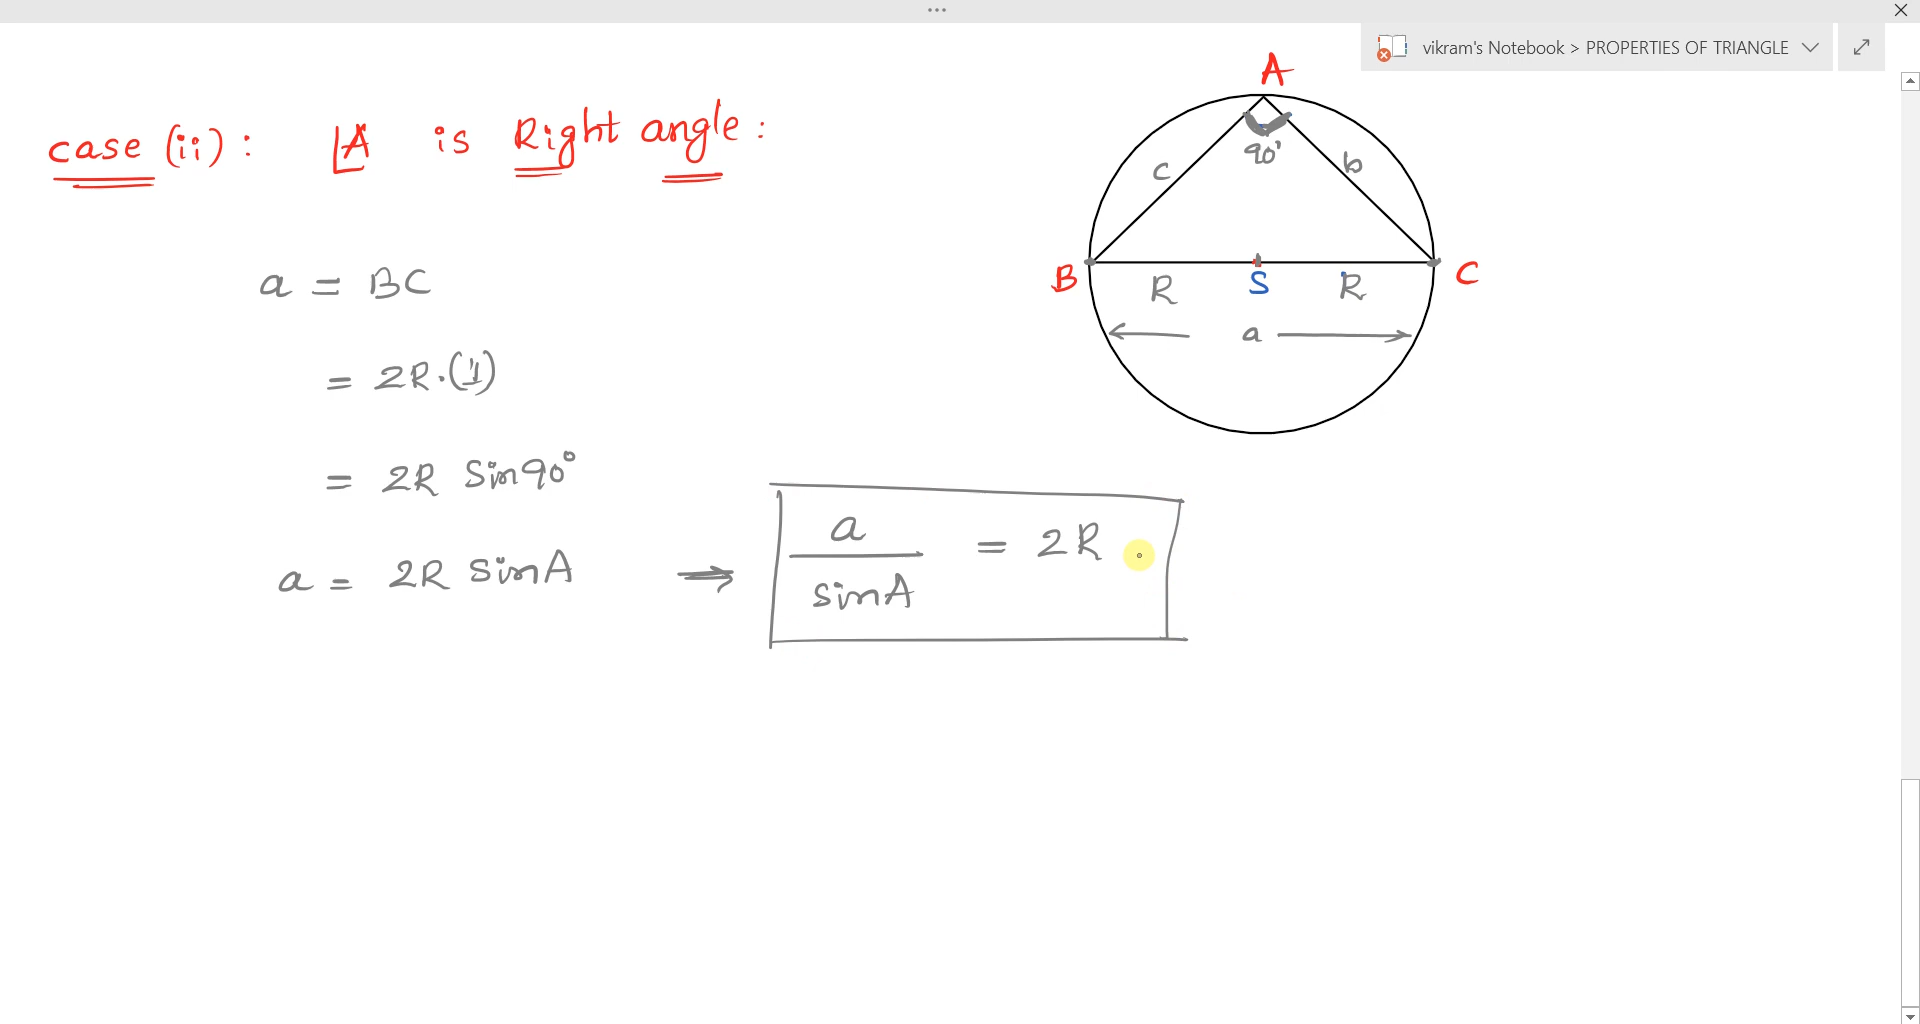 vikram's Notebook > PROPERTIES OF TRIANGLE
case (ii) : ∠A is Right angle :
A
90°
c
b
B
R
S
R
C
a
a = BC
= 2R.(1)
= 2R Sin90°
a = 2R sinA ⇒ a/sinA = 2R